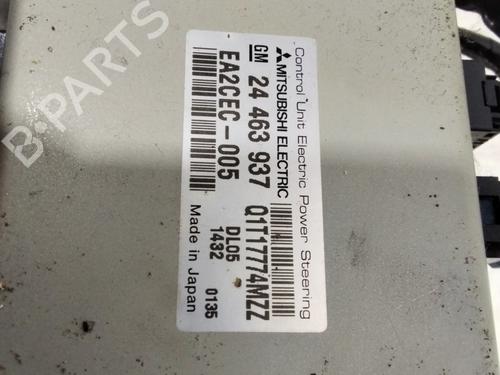 Control Unit Electric Power Steering
MITSUBISHI ELECTRIC
GM 24 463 937 Q1T17774MZZ
EA2CEC-005
DL05
1432 0135
Made in Japan
B-PARTS
B-PARTS